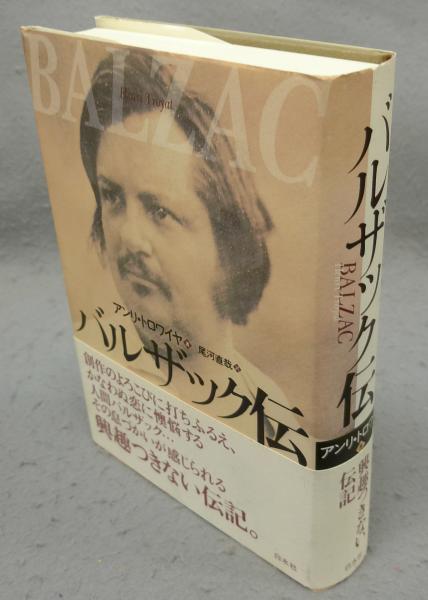 BALZAC
Henri Troyat
アンリ・トロワイヤ著
尾河直哉訳
バルザック伝
創作のよろこびに打ちふるえ、
かなわぬ恋に懊悩する
人間バルザック…
その息づかいが感じられる
興趣つきない伝記。
白水社
バルザック伝
BALZAC
Henri Troyat
アンリ・トロワ
興趣つきない
伝記
白水社